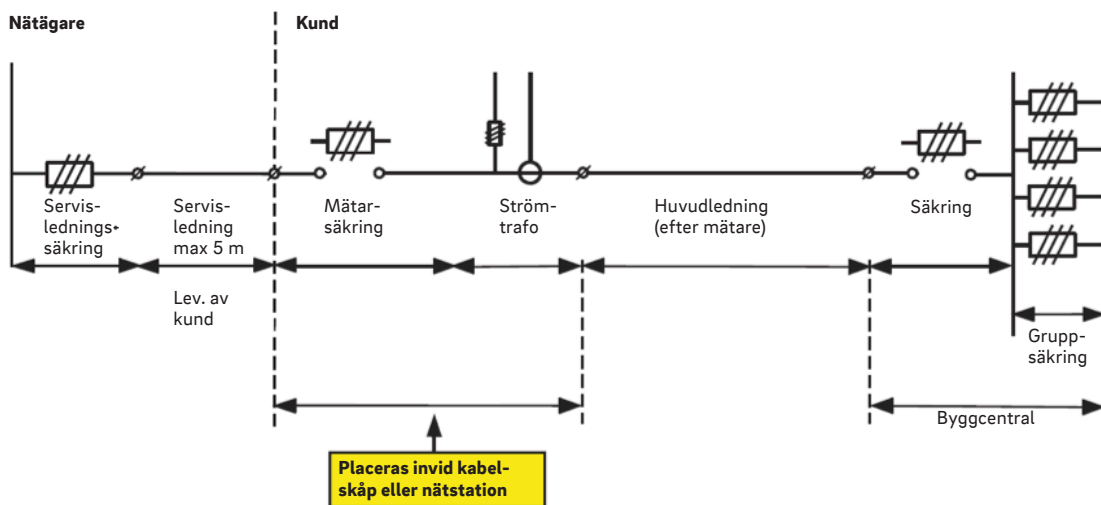 Nätägare
Kund
Servis-
lednings-
säkring
Servis-
ledning
max 5 m
Lev. av
kund
Mätar-
säkring
Ström-
trafo
Huvudledning
(efter mätare)
Säkring
Grupp-
säkring
Byggcentral
Placeras invid kabel-
skåp eller nätstation